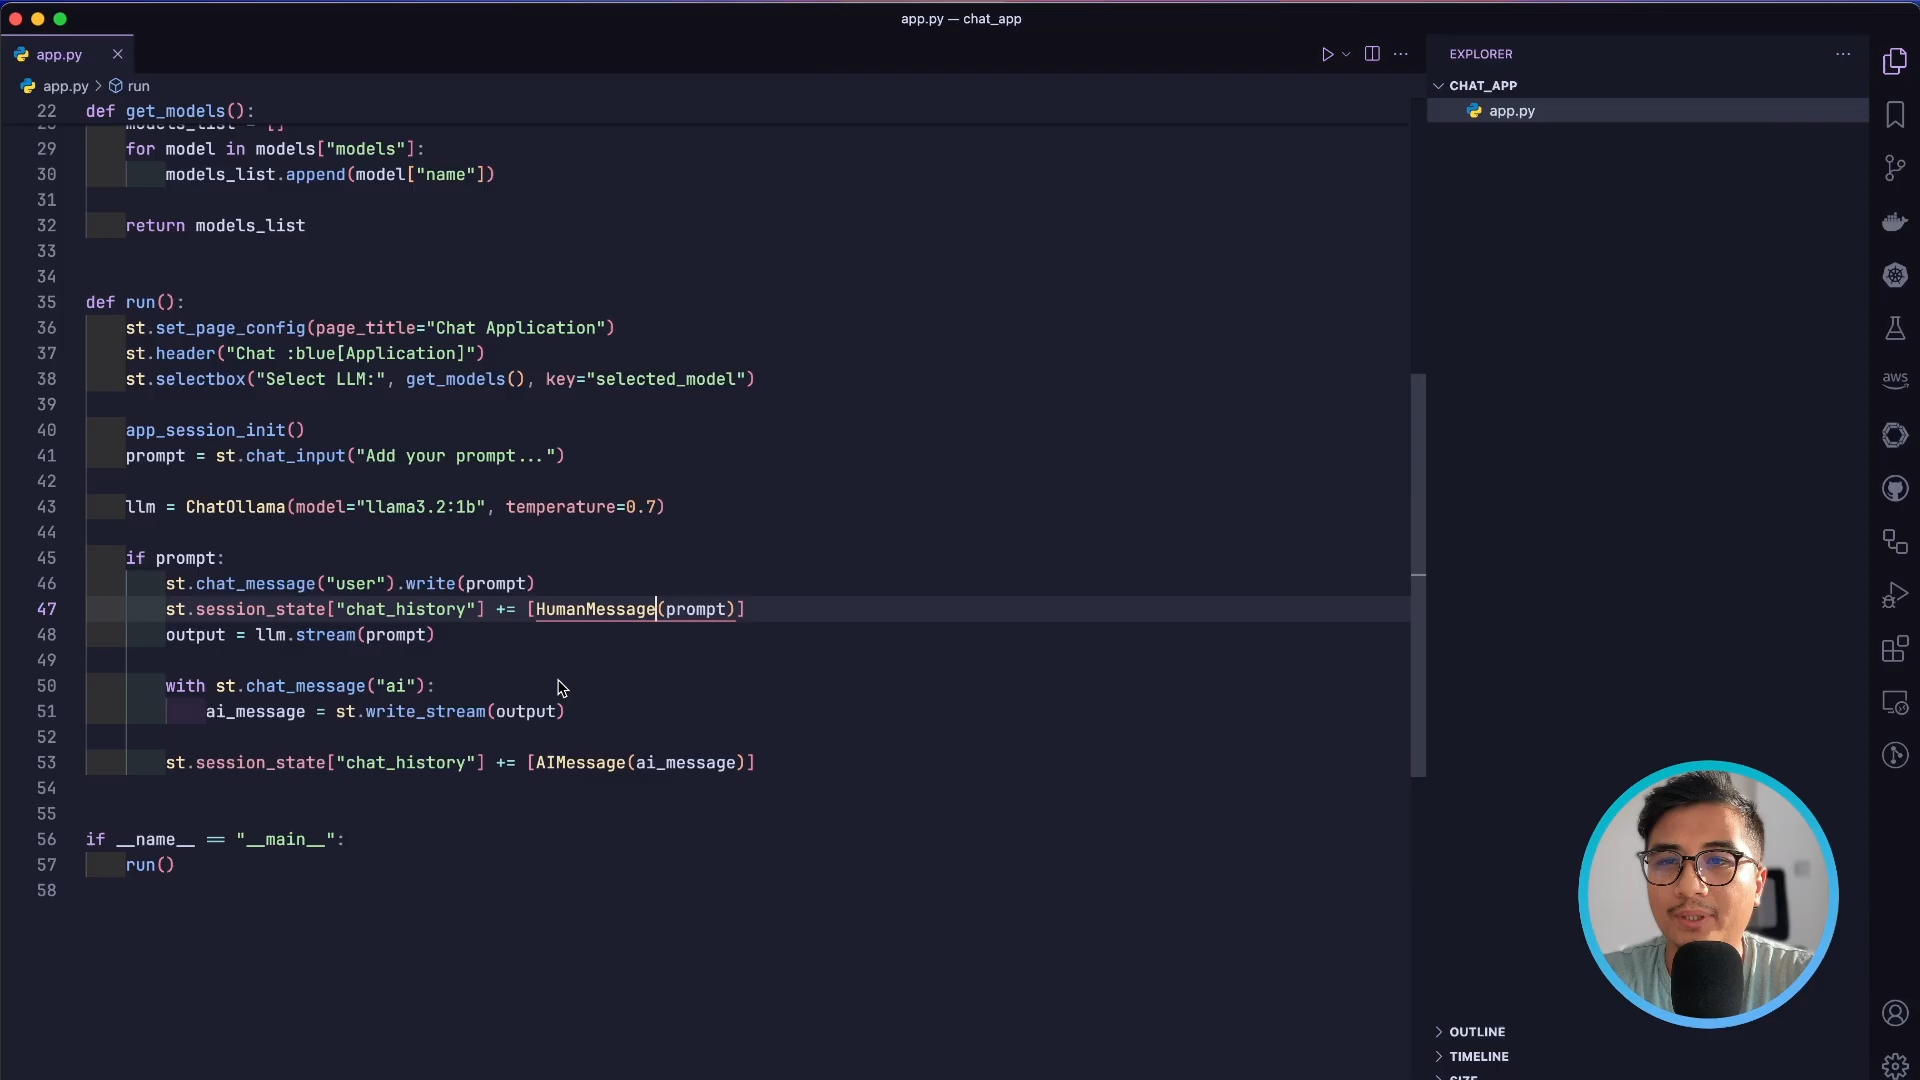 app.py — chat_app
app.py
EXPLORER
app.py > run
CHAT_APP
app.py
22 def get_models():
models_list = []
29 for model in models["models"]:
30 models_list.append(model["name"])
31
32 return models_list
33
34
35 def run():
36 st.set_page_config(page_title="Chat Application")
37 st.header("Chat :blue[Application]")
38 st.selectbox("Select LLM:", get_models(), key="selected_model")
39
40 app_session_init()
41 prompt = st.chat_input("Add your prompt...")
42
43 llm = ChatOllama(model="llama3.2:1b", temperature=0.7)
44
45 if prompt:
46 st.chat_message("user").write(prompt)
47 st.session_state["chat_history"] += [HumanMessage(prompt)]
48 output = llm.stream(prompt)
49
50 with st.chat_message("ai"):
51 ai_message = st.write_stream(output)
52
53 st.session_state["chat_history"] += [AIMessage(ai_message)]
54
55
56 if __name__ == "__main__":
57 run()
58
aws
OUTLINE
TIMELINE